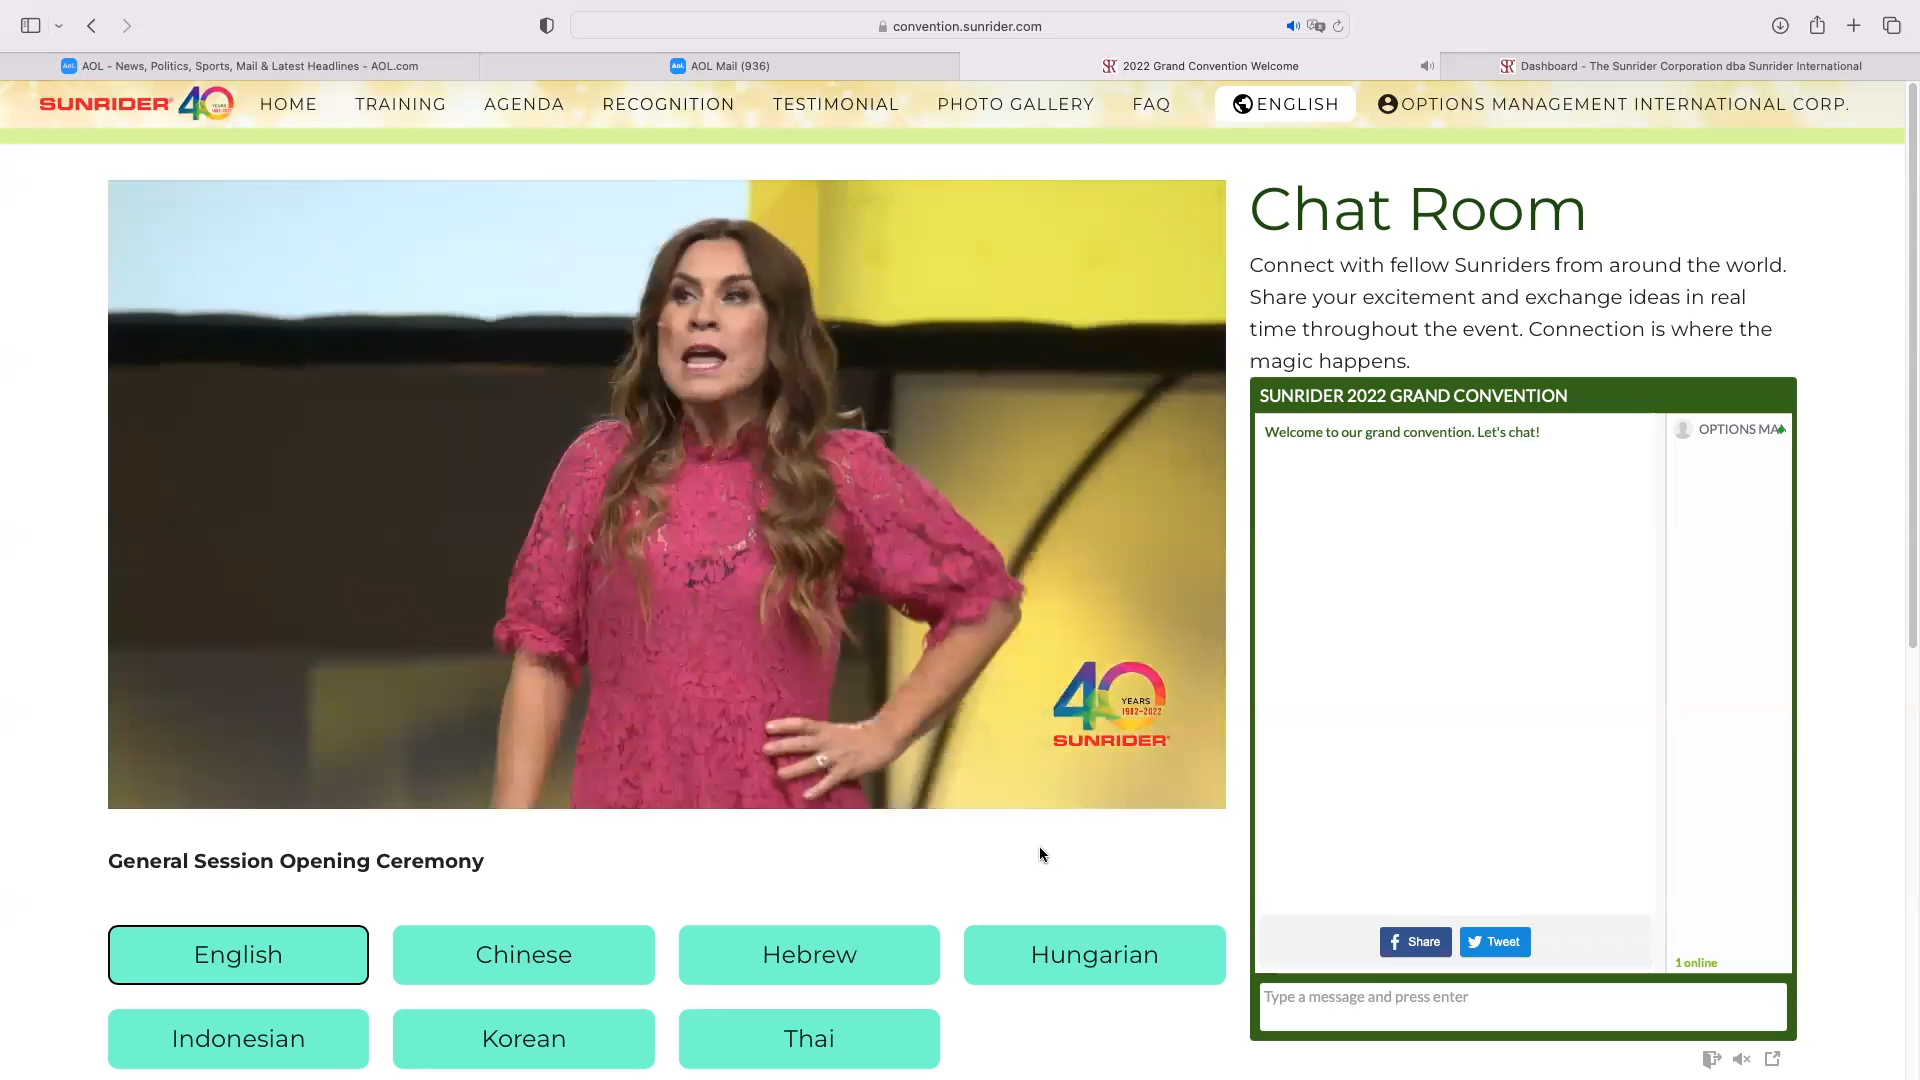 convention.sunrider.com
AOL - News, Politics, Sports, Mail & Latest Headlines - AOL.com
AOL Mail (936)
2022 Grand Convention Welcome
Dashboard - The Sunrider Corporation dba Sunrider International
SUNRIDER 40 YEARS
HOME
TRAINING
AGENDA
RECOGNITION
TESTIMONIAL
PHOTO GALLERY
FAQ
ENGLISH
OPTIONS MANAGEMENT INTERNATIONAL CORP.
40 YEARS
1982-2022
SUNRIDER
General Session Opening Ceremony
English
Chinese
Hebrew
Hungarian
Indonesian
Korean
Thai
Chat Room
Connect with fellow Sunriders from around the world.
Share your excitement and exchange ideas in real
time throughout the event. Connection is where the
magic happens.
SUNRIDER 2022 GRAND CONVENTION
Welcome to our grand convention. Let's chat!
OPTIONS MA
Share
Tweet
1 online
Type a message and press enter